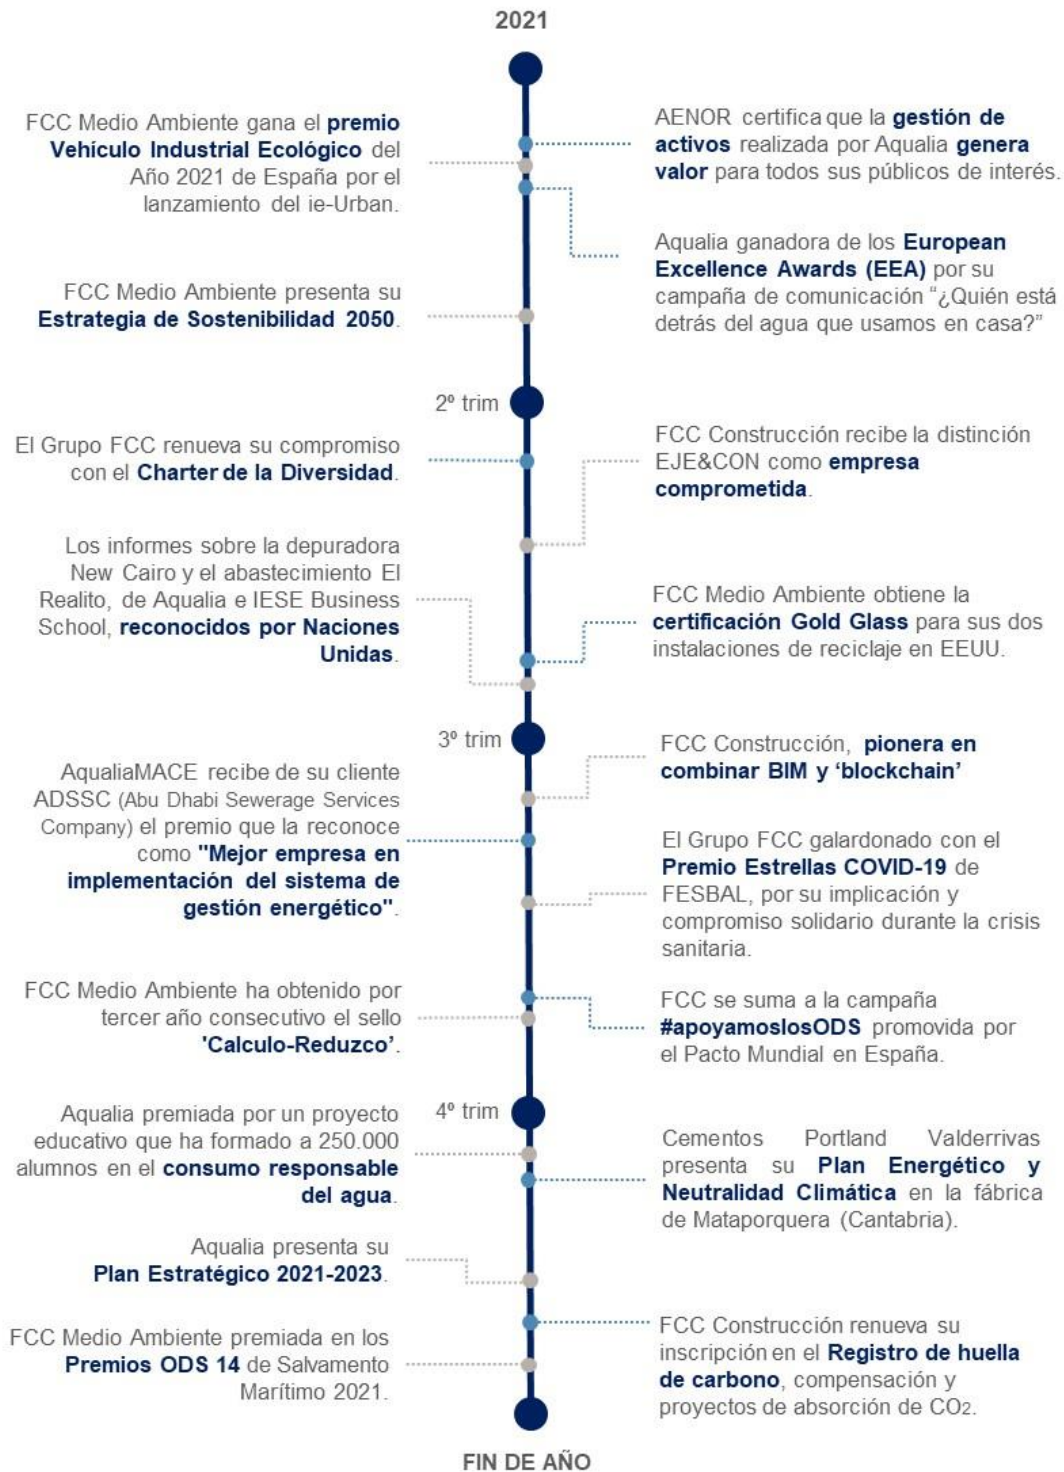 2021
FCC Medio Ambiente gana el premio
Vehículo Industrial Ecológico del
Año 2021 de España por el
lanzamiento del ie-Urban.
AENOR certifica que la gestión de
activos realizada por Aqualia genera
valor para todos sus públicos de interés.
Aqualia ganadora de los European
Excellence Awards (EEA) por su
campaña de comunicación “¿Quién está
detrás del agua que usamos en casa?”
FCC Medio Ambiente presenta su
Estrategia de Sostenibilidad 2050.
2º trim
El Grupo FCC renueva su compromiso
con el Charter de la Diversidad.
FCC Construcción recibe la distinción
EJE&CON como empresa
comprometida.
Los informes sobre la depuradora
New Cairo y el abastecimiento El
Realito, de Aqualia e IESE Business
School, reconocidos por Naciones
Unidas.
FCC Medio Ambiente obtiene la
certificación Gold Glass para sus dos
instalaciones de reciclaje en EEUU.
3º trim
FCC Construcción, pionera en
combinar BIM y ‘blockchain’
AqualiaMACE recibe de su cliente
ADSSC (Abu Dhabi Sewerage Services
Company) el premio que la reconoce
como "Mejor empresa en
implementación del sistema de
gestión energético".
El Grupo FCC galardonado con el
Premio Estrellas COVID-19 de
FESBAL, por su implicación y
compromiso solidario durante la crisis
sanitaria.
FCC Medio Ambiente ha obtenido por
tercer año consecutivo el sello
'Calculo-Reduzco’.
FCC se suma a la campaña
#apoyamoslosODS promovida por
el Pacto Mundial en España.
4º trim
Aqualia premiada por un proyecto
educativo que ha formado a 250.000
alumnos en el consumo responsable
del agua.
Cementos Portland Valderrivas
presenta su Plan Energético y
Neutralidad Climática en la fábrica
de Mataporquera (Cantabria).
Aqualia presenta su
Plan Estratégico 2021-2023.
FCC Medio Ambiente premiada en los
Premios ODS 14 de Salvamento
Marítimo 2021.
FCC Construcción renueva su
inscripción en el Registro de huella
de carbono, compensación y
proyectos de absorción de CO2.
FIN DE AÑO